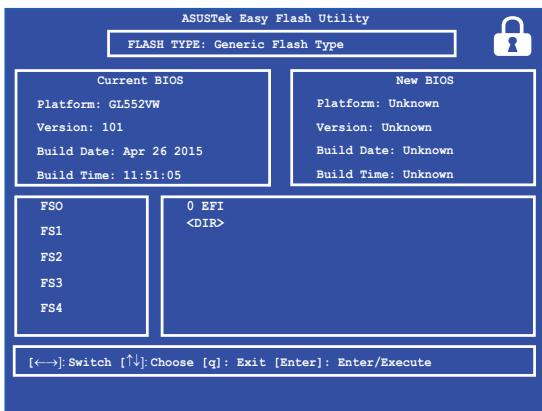 ASUSTek Easy Flash Utility
FLASH TYPE: Generic Flash Type
Current BIOS
Platform: GL552VW
Version: 101
Build Date: Apr 26 2015
Build Time: 11:51:05
New BIOS
Platform: Unknown
Version: Unknown
Build Date: Unknown
Build Time: Unknown
FS0
FS1
FS2
FS3
FS4
0 EFI
<DIR>
[←→]: Switch [↑↓]: Choose [q]: Exit [Enter]: Enter/Execute